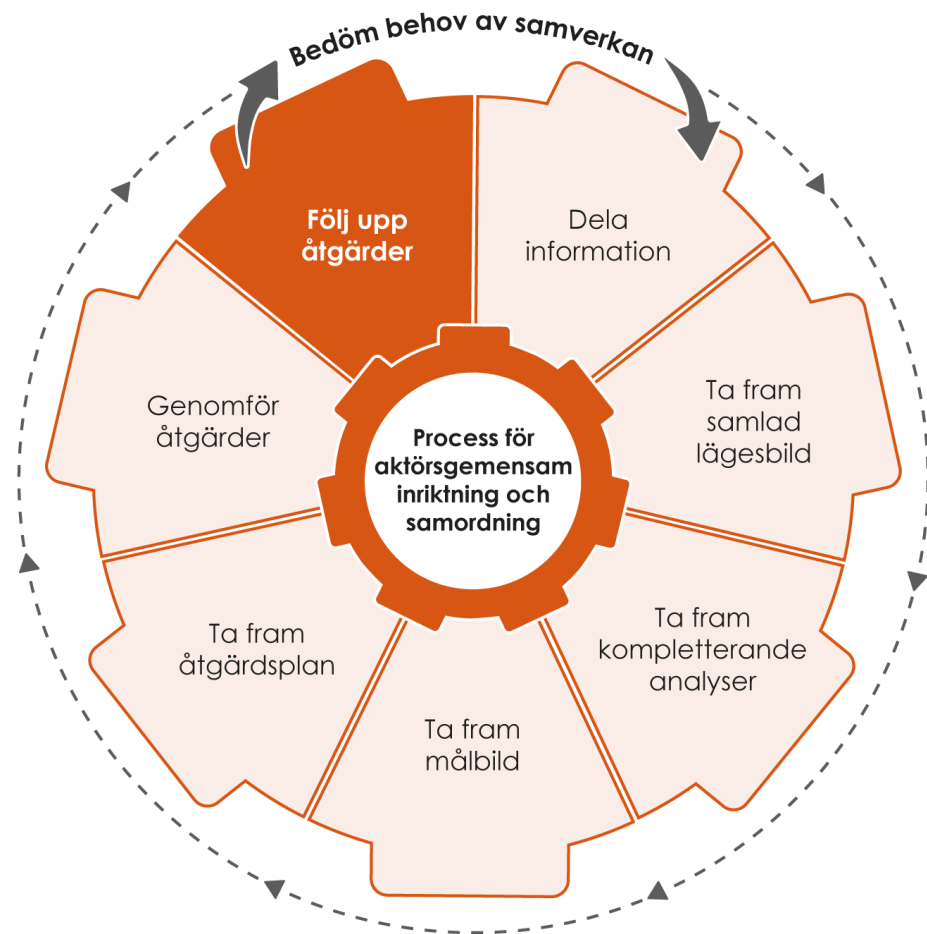 Bedöm behov av samverkan
Följ upp
åtgärder
Dela
information
Ta fram
samlad
lägesbild
Ta fram
kompletterande
analyser
Ta fram
målbild
Ta fram
åtgärdsplan
Genomför
åtgärder
Process för
aktörsgemensam
inriktning och
samordning